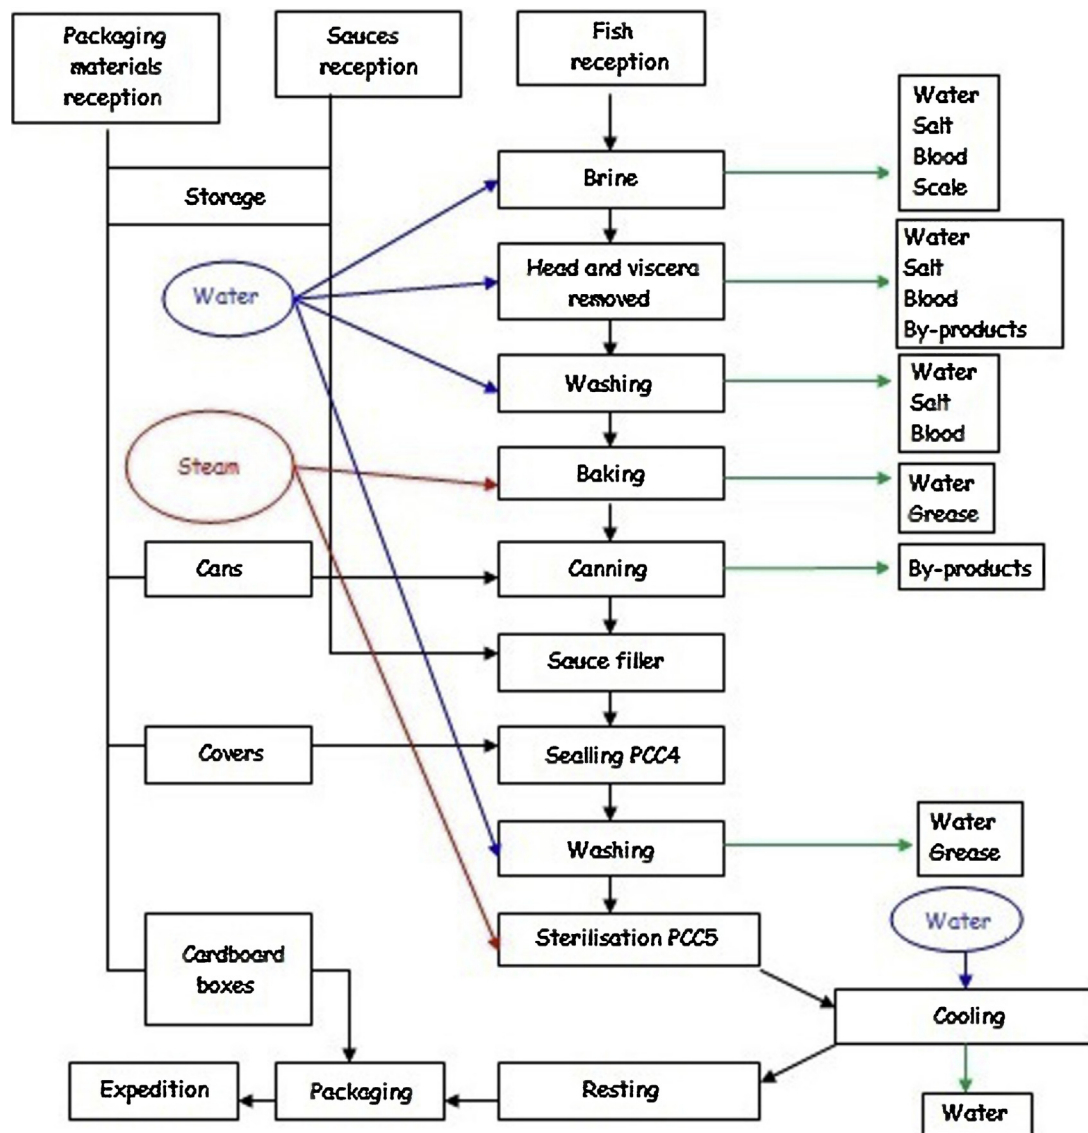 Packaging
materials
reception
Sauces
reception
Fish
reception
Storage
Brine
Water
Salt
Blood
Scale
Water
Head and viscera
removed
Water
Salt
Blood
By-products
Washing
Water
Salt
Blood
Steam
Baking
Water
Grease
Cans
Canning
By-products
Sauce filler
Covers
Sealling PCC4
Washing
Water
Grease
Cardboard
boxes
Sterilisation PCC5
Water
Cooling
Expedition
Packaging
Resting
Water